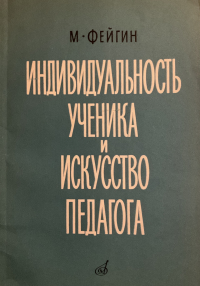 М-ФЕЙГИН
ИНДИВИДУАЛЬНОСТЬ
УЧЕНИКА
И
ИСКУССТВО
ПЕДАГОГА